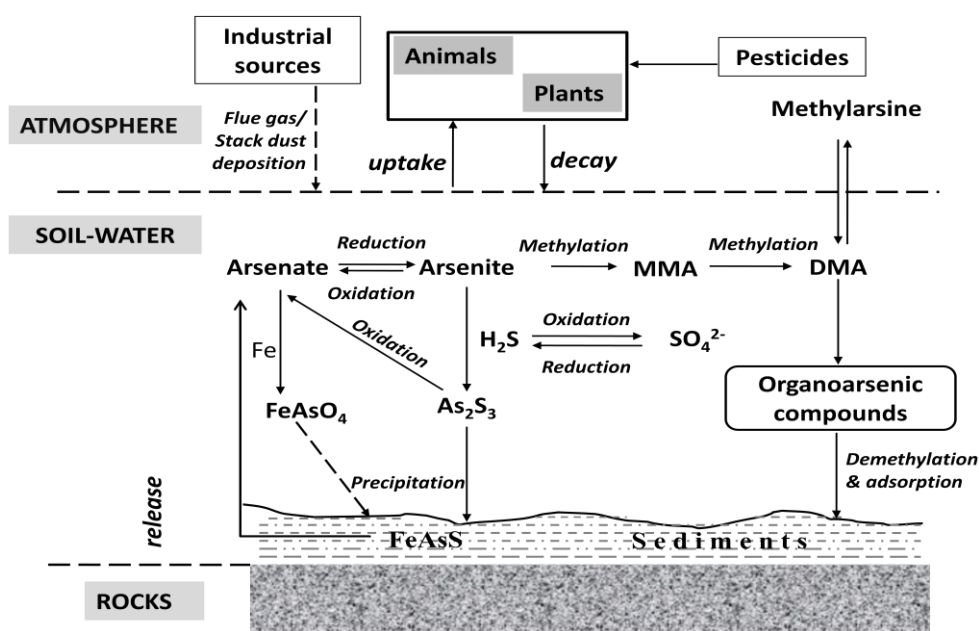 Industrial
sources
Animals
Plants
Pesticides
ATMOSPHERE
Flue gas/
Stack dust
deposition
uptake
decay
Methylarsine
SOIL-WATER
Arsenate
Reduction
Oxidation
Arsenite
Methylation
MMA
Methylation
DMA
Fe
Oxidation
H₂S
Oxidation
Reduction
SO₄²⁻
FeAsO₄
As₂S₃
Organoarsenic
compounds
Precipitation
Demethylation
& adsorption
release
FeAsS
Sediments
ROCKS